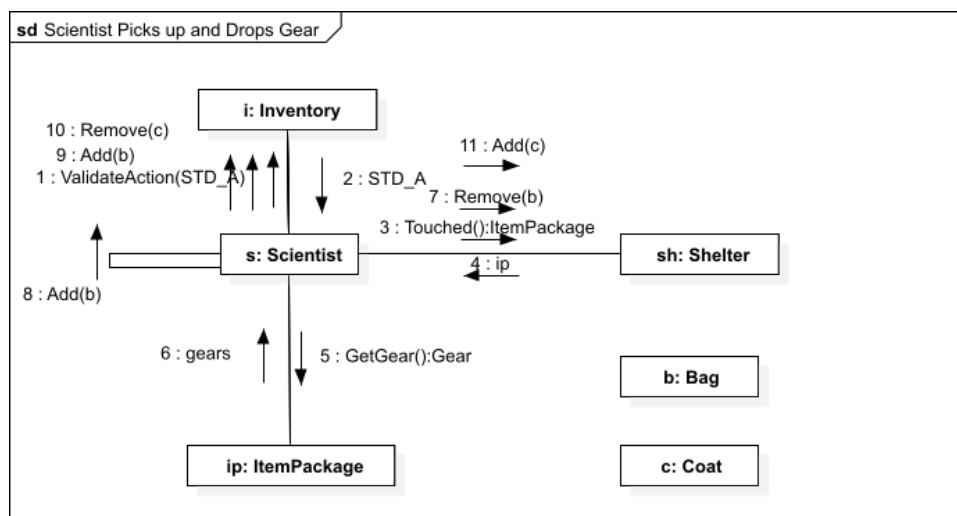 sd Scientist Picks up and Drops Gear
i: Inventory
10 : Remove(c)
9 : Add(b)
1 : ValidateAction(STD_A)
11 : Add(c)
2 : STD_A
7 : Remove(b)
3 : Touched():ItemPackage
s: Scientist
sh: Shelter
4 : ip
8 : Add(b)
6 : gears
5 : GetGear():Gear
b: Bag
ip: ItemPackage
c: Coat